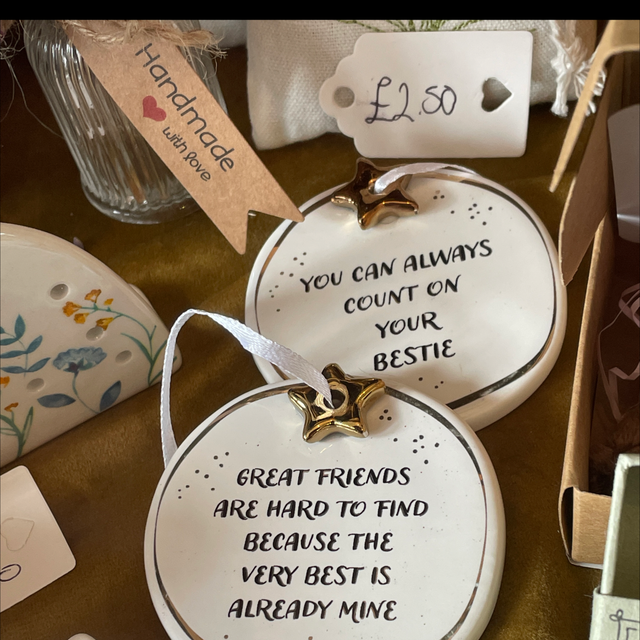 Handmade
with love
£2.50
YOU CAN ALWAYS
COUNT ON
YOUR
BESTIE
GREAT FRIENDS
ARE HARD TO FIND
BECAUSE THE
VERY BEST IS
ALREADY MINE